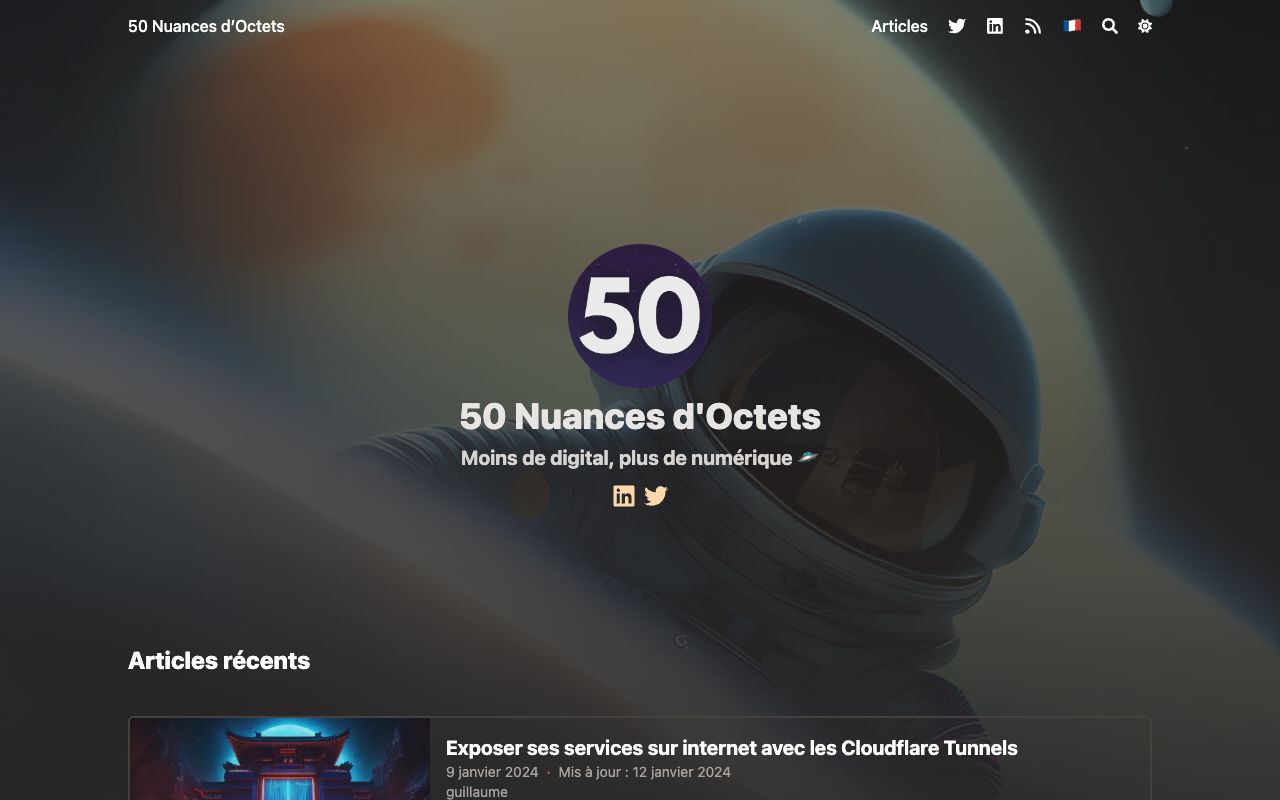 50 Nuances d’Octets
Articles
50
50 Nuances d'Octets
Moins de digital, plus de numérique 🛸
Articles récents
Exposer ses services sur internet avec les Cloudflare Tunnels
9 janvier 2024 · Mis à jour : 12 janvier 2024
guillaume